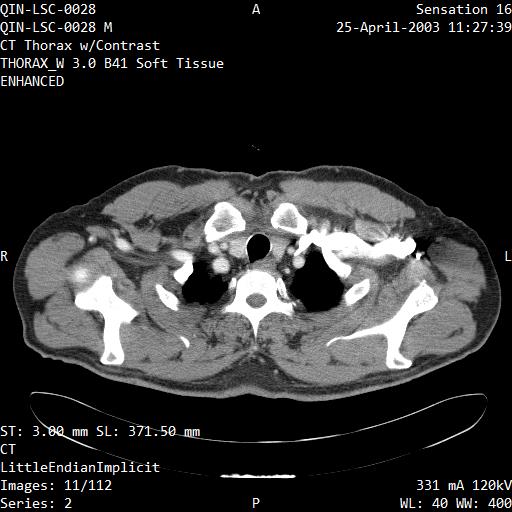 QIN-LSC-0028
A
Sensation 16
QIN-LSC-0028 M
25-April-2003 11:27:39
CT Thorax w/Contrast
THORAX_W 3.0 B41 Soft Tissue
ENHANCED
R
L
ST: 3.00 mm SL: 371.50 mm
CT
LittleEndianImplicit
Images: 11/112
331 mA 120kV
Series: 2
P
WL: 40 WW: 400